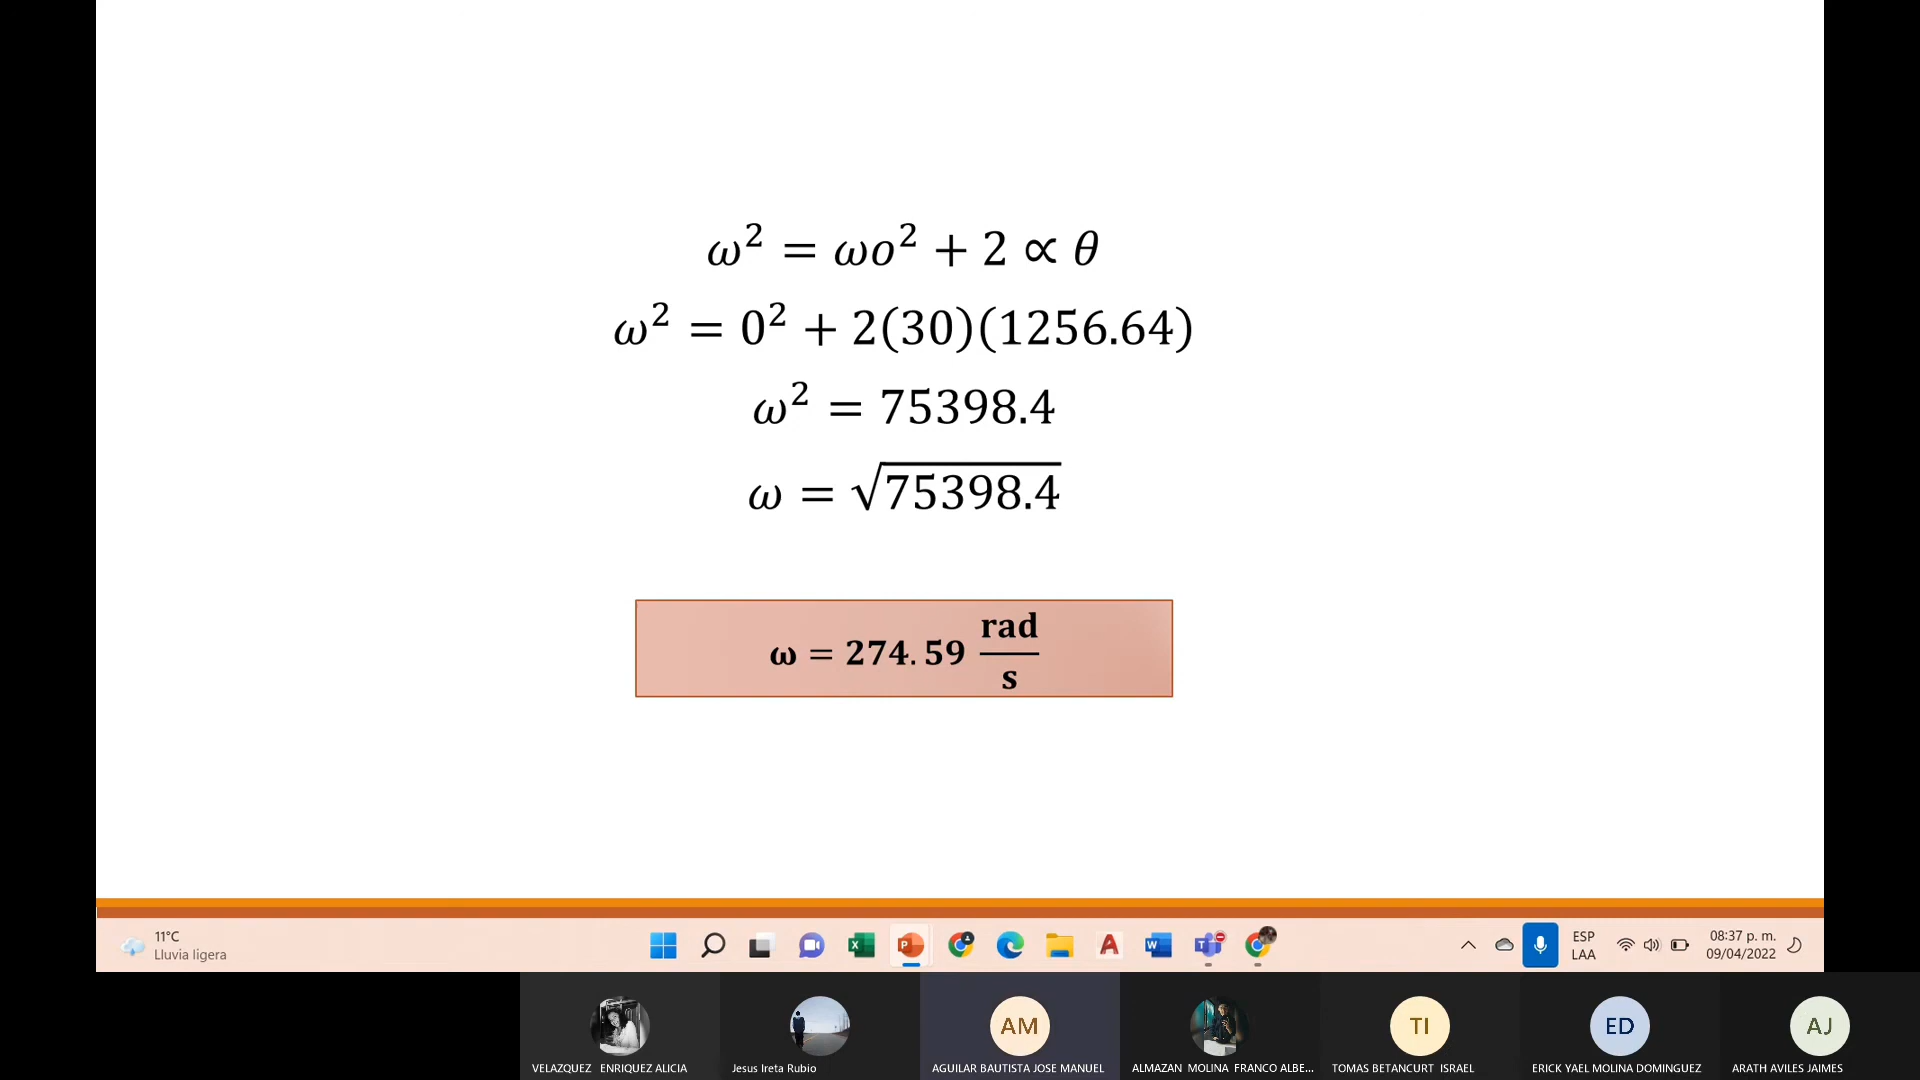 ω² = ωo² + 2 ∝ θ
ω² = 0² + 2(30)(1256.64)
ω² = 75398.4
ω = √75398.4
ω = 274.59 rad/s
11°C
Lluvia ligera
ESP
LAA
08:37 p. m.
09/04/2022
AM
TI
ED
AJ
VELAZQUEZ ENRIQUEZ ALICIA
Jesus Ireta Rubio
AGUILAR BAUTISTA JOSE MANUEL
ALMAZAN MOLINA FRANCO ALBE...
TOMAS BETANCURT ISRAEL
ERICK YAEL MOLINA DOMINGUEZ
ARATH AVILES JAIMES